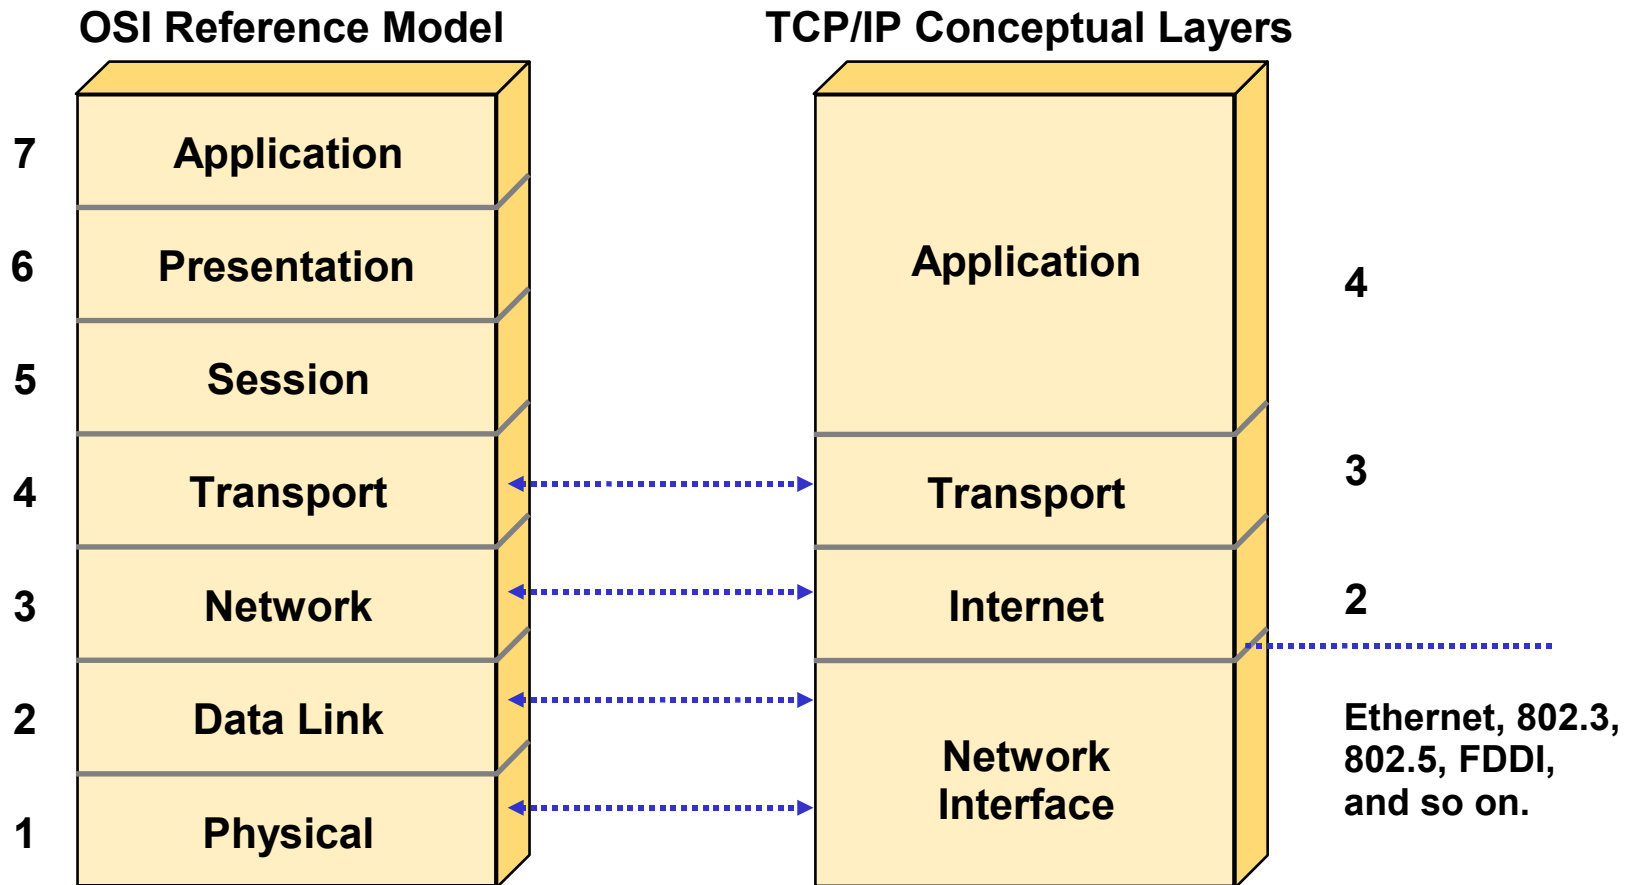 OSI Reference Model
TCP/IP Conceptual Layers
7
Application
6
Presentation
5
Session
4
Transport
3
Network
2
Data Link
1
Physical
Application
4
Transport
3
Internet
2
Network
Interface
Ethernet, 802.3,
802.5, FDDI,
and so on.